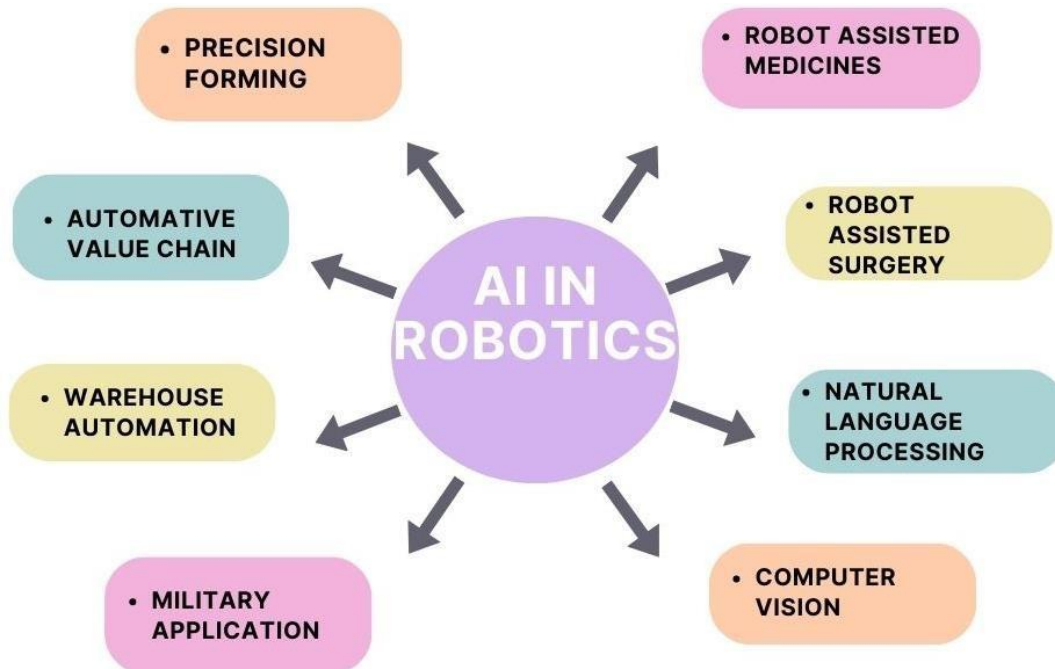 • PRECISION
FORMING
• ROBOT ASSISTED
MEDICINES
• AUTOMATIVE
VALUE CHAIN
• ROBOT
ASSISTED
SURGERY
AI IN
ROBOTICS
• WAREHOUSE
AUTOMATION
• NATURAL
LANGUAGE
PROCESSING
• MILITARY
APPLICATION
• COMPUTER
VISION